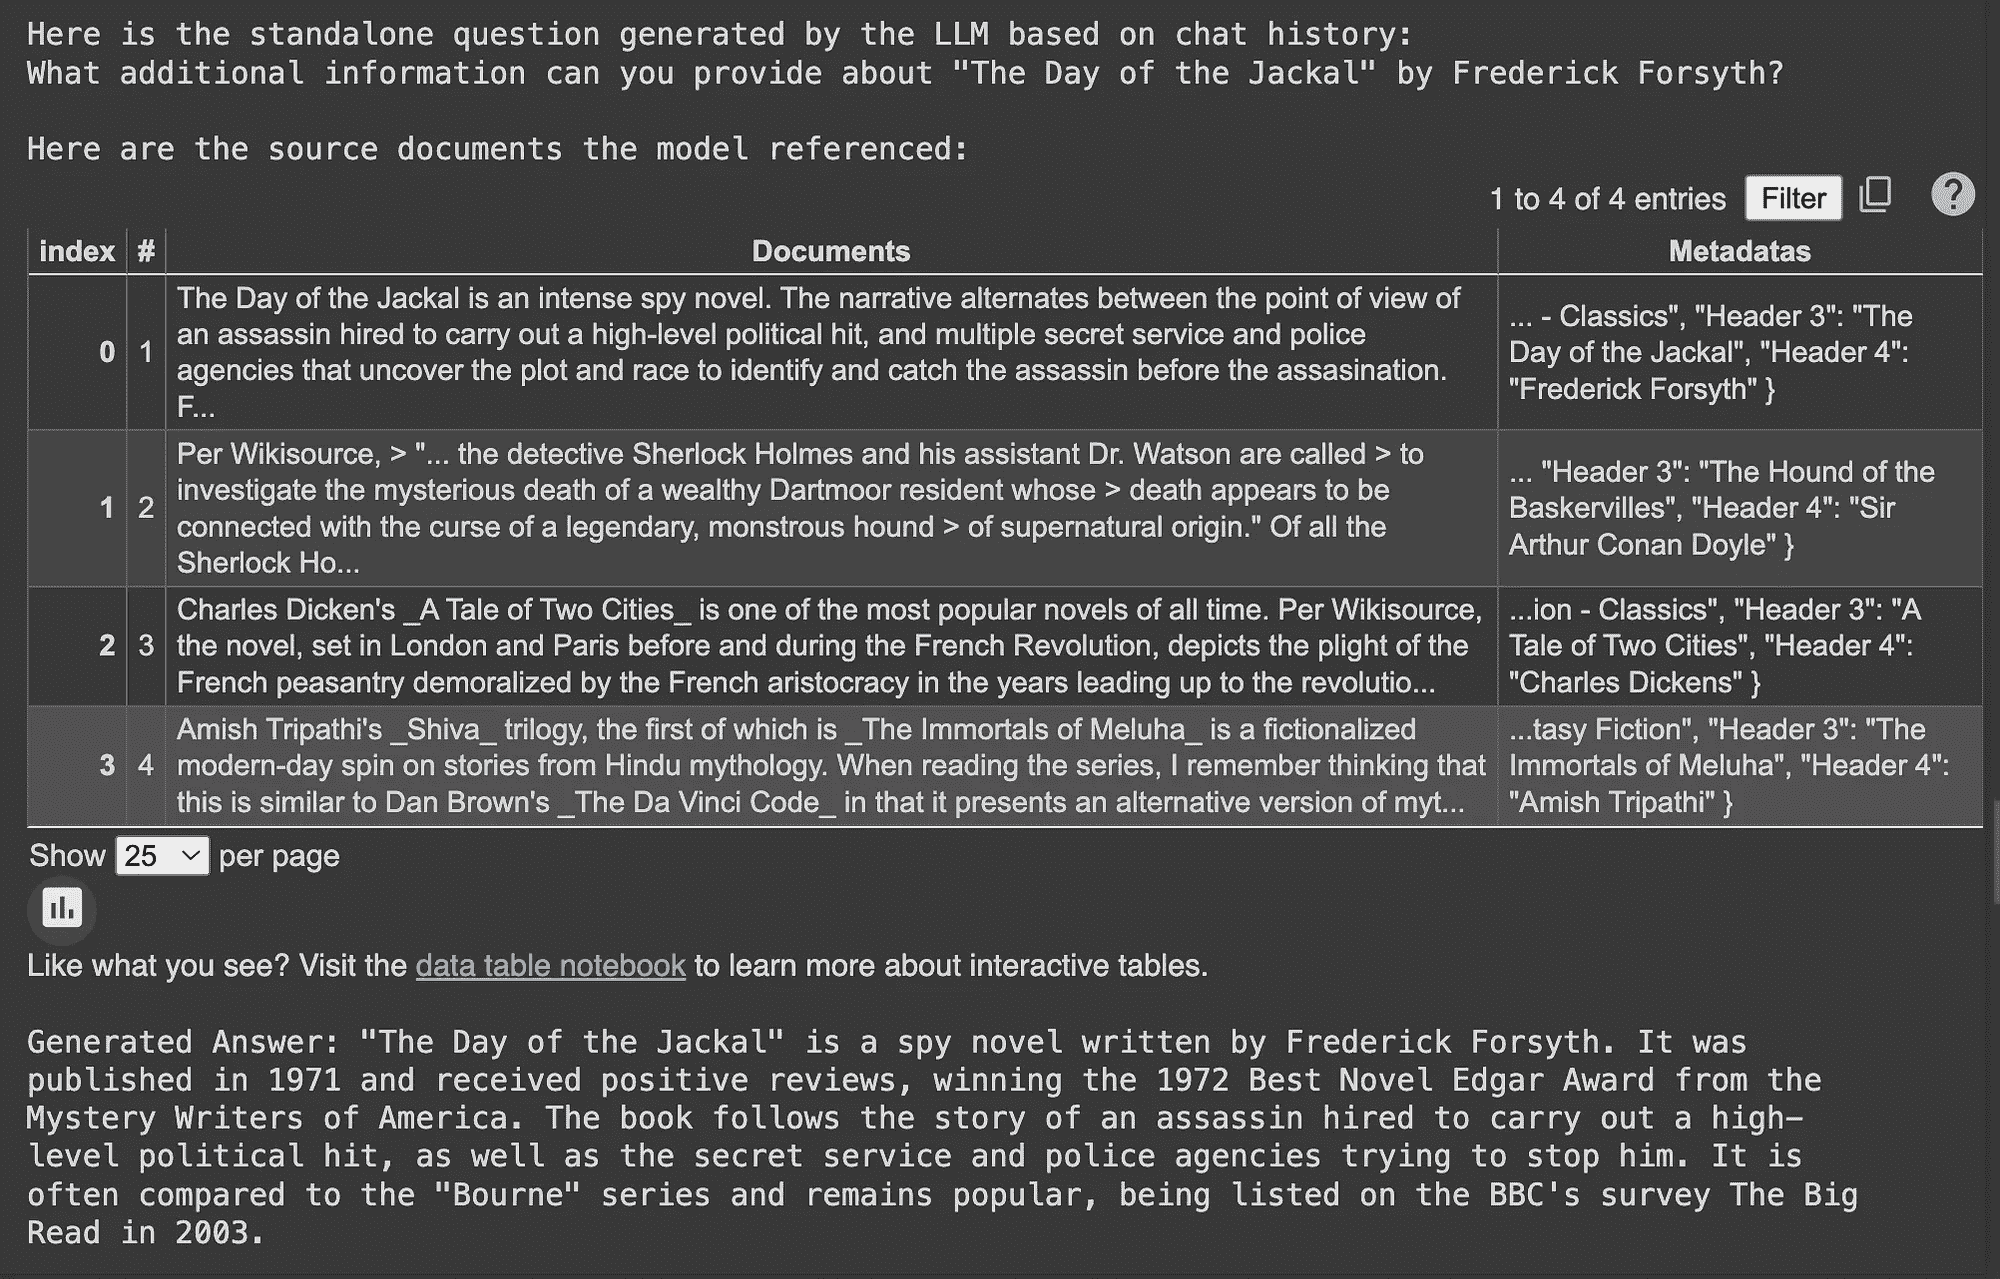 Here is the standalone question generated by the LLM based on chat history:
What additional information can you provide about "The Day of the Jackal" by Frederick Forsyth?
Here are the source documents the model referenced:
1 to 4 of 4 entries Filter ?
index # Documents Metadatas
0 1
The Day of the Jackal is an intense spy novel. The narrative alternates between the point of view of
an assassin hired to carry out a high-level political hit, and multiple secret service and police
agencies that uncover the plot and race to identify and catch the assassin before the assasination.
F...
... - Classics", "Header 3": "The
Day of the Jackal", "Header 4":
"Frederick Forsyth" }
1 2
Per Wikisource, > "... the detective Sherlock Holmes and his assistant Dr. Watson are called > to
investigate the mysterious death of a wealthy Dartmoor resident whose > death appears to be
connected with the curse of a legendary, monstrous hound > of supernatural origin." Of all the
Sherlock Ho...
... "Header 3": "The Hound of the
Baskervilles", "Header 4": "Sir
Arthur Conan Doyle" }
2 3
Charles Dicken's _A Tale of Two Cities_ is one of the most popular novels of all time. Per Wikisource,
the novel, set in London and Paris before and during the French Revolution, depicts the plight of the
French peasantry demoralized by the French aristocracy in the years leading up to the revolutio...
...ion - Classics", "Header 3": "A
Tale of Two Cities", "Header 4":
"Charles Dickens" }
3 4
Amish Tripathi's _Shiva_ trilogy, the first of which is _The Immortals of Meluha_ is a fictionalized
modern-day spin on stories from Hindu mythology. When reading the series, I remember thinking that
this is similar to Dan Brown's _The Da Vinci Code_ in that it presents an alternative version of myt...
...tasy Fiction", "Header 3": "The
Immortals of Meluha", "Header 4":
"Amish Tripathi" }
Show 25 per page
Like what you see? Visit the data table notebook to learn more about interactive tables.
Generated Answer: "The Day of the Jackal" is a spy novel written by Frederick Forsyth. It was
published in 1971 and received positive reviews, winning the 1972 Best Novel Edgar Award from the
Mystery Writers of America. The book follows the story of an assassin hired to carry out a high-
level political hit, as well as the secret service and police agencies trying to stop him. It is
often compared to the "Bourne" series and remains popular, being listed on the BBC's survey The Big
Read in 2003.